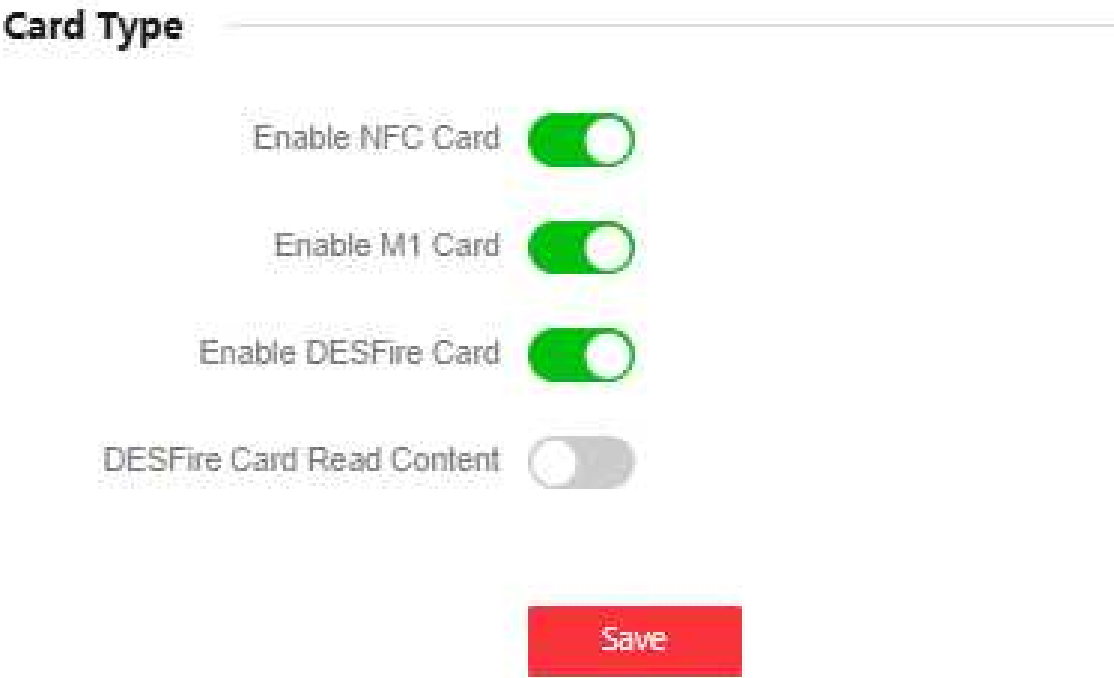 Card Type
Enable NFC Card
Enable M1 Card
Enable DESFire Card
DESFire Card Read Content
Save